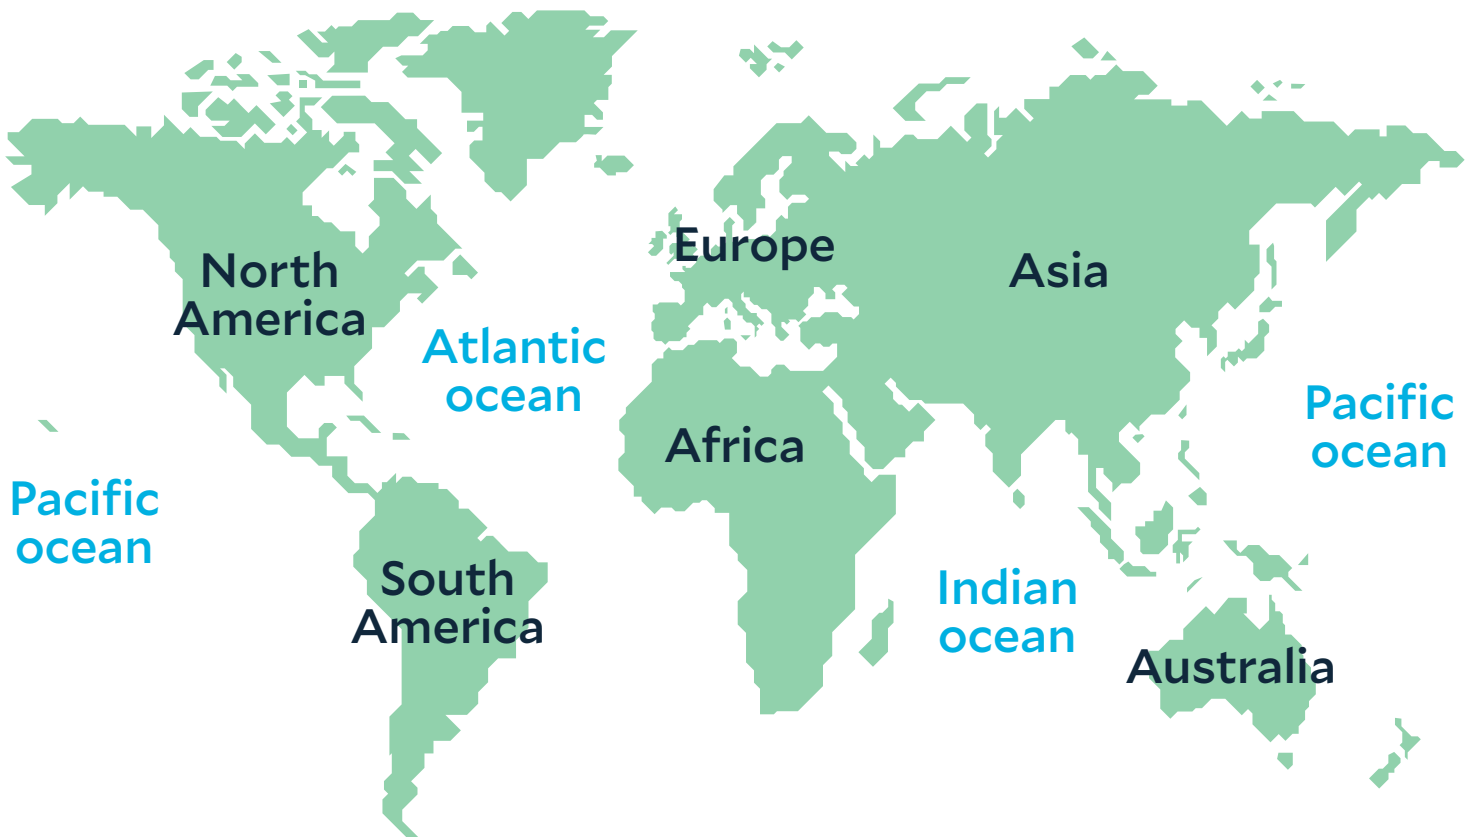 Europe
North
America
Asia
Atlantic
ocean
Pacific
ocean
Africa
Pacific
ocean
South
America
Indian
ocean
Australia